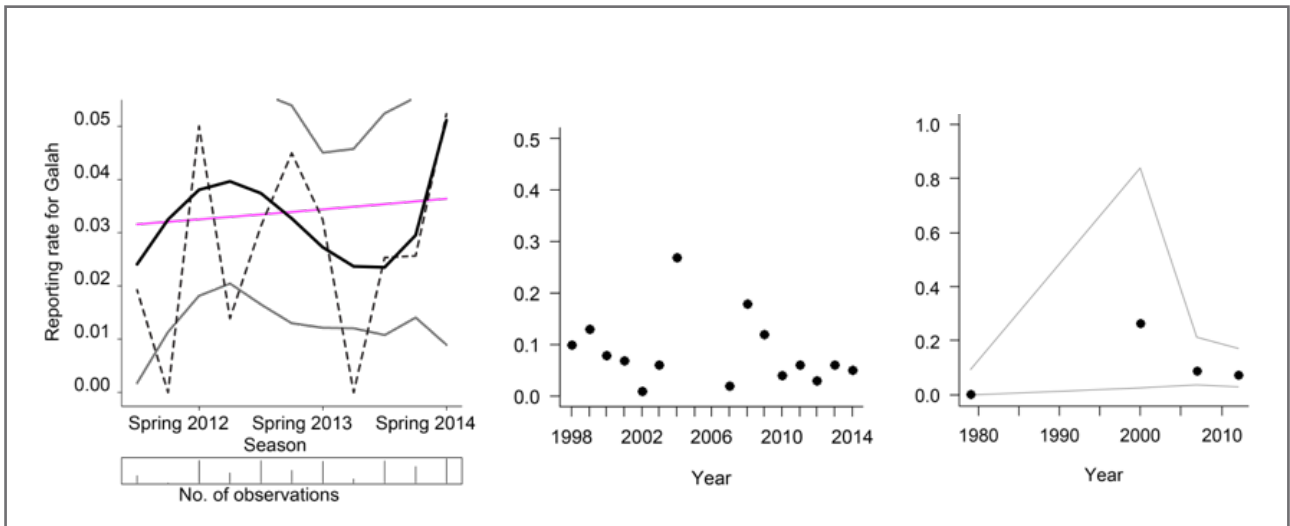 Reporting rate for Galah
0.05
0.04
0.03
0.02
0.01
0.00
Spring 2012 Spring 2013 Spring 2014
Season
No. of observations
0.5
0.4
0.3
0.2
0.1
0.0
1998 2002 2006 2010 2014
Year
1.0
0.8
0.6
0.4
0.2
0.0
1980 1990 2000 2010
Year